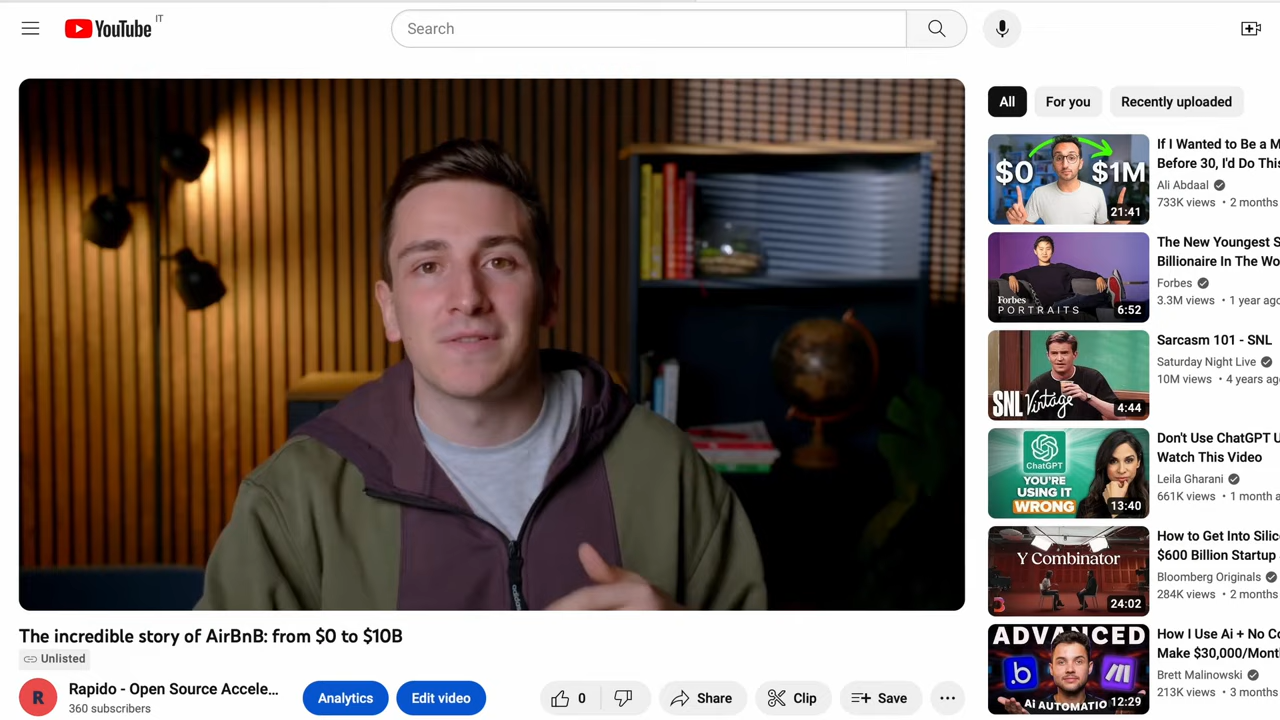 YouTube IT
Search
All
For you
Recently uploaded
$0 $1M
21:41
If I Wanted to Be a M
Before 30, I'd Do This
Ali Abdaal
733K views • 2 months
Forbes
PORTRAITS
6:52
The New Youngest S
Billionaire In The Wo
Forbes
3.3M views • 1 year ago
SNL Vintage
4:44
Sarcasm 101 - SNL
Saturday Night Live
10M views • 4 years ago
ChatGPT
YOU'RE
USING IT
WRONG
13:40
Don't Use ChatGPT U
Watch This Video
Leila Gharani
661K views • 1 month a
Y Combinator
24:02
How to Get Into Silic
$600 Billion Startup
Bloomberg Originals
284K views • 2 months
ADVANCED
b
AI AUTOMATIO
12:29
How I Use Ai + No Co
Make $30,000/Month
Brett Malinowski
213K views • 3 months
adidas
The incredible story of AirBnB: from $0 to $10B
Unlisted
R
Rapido - Open Source Accele...
360 subscribers
Analytics
Edit video
0
Share
Clip
Save